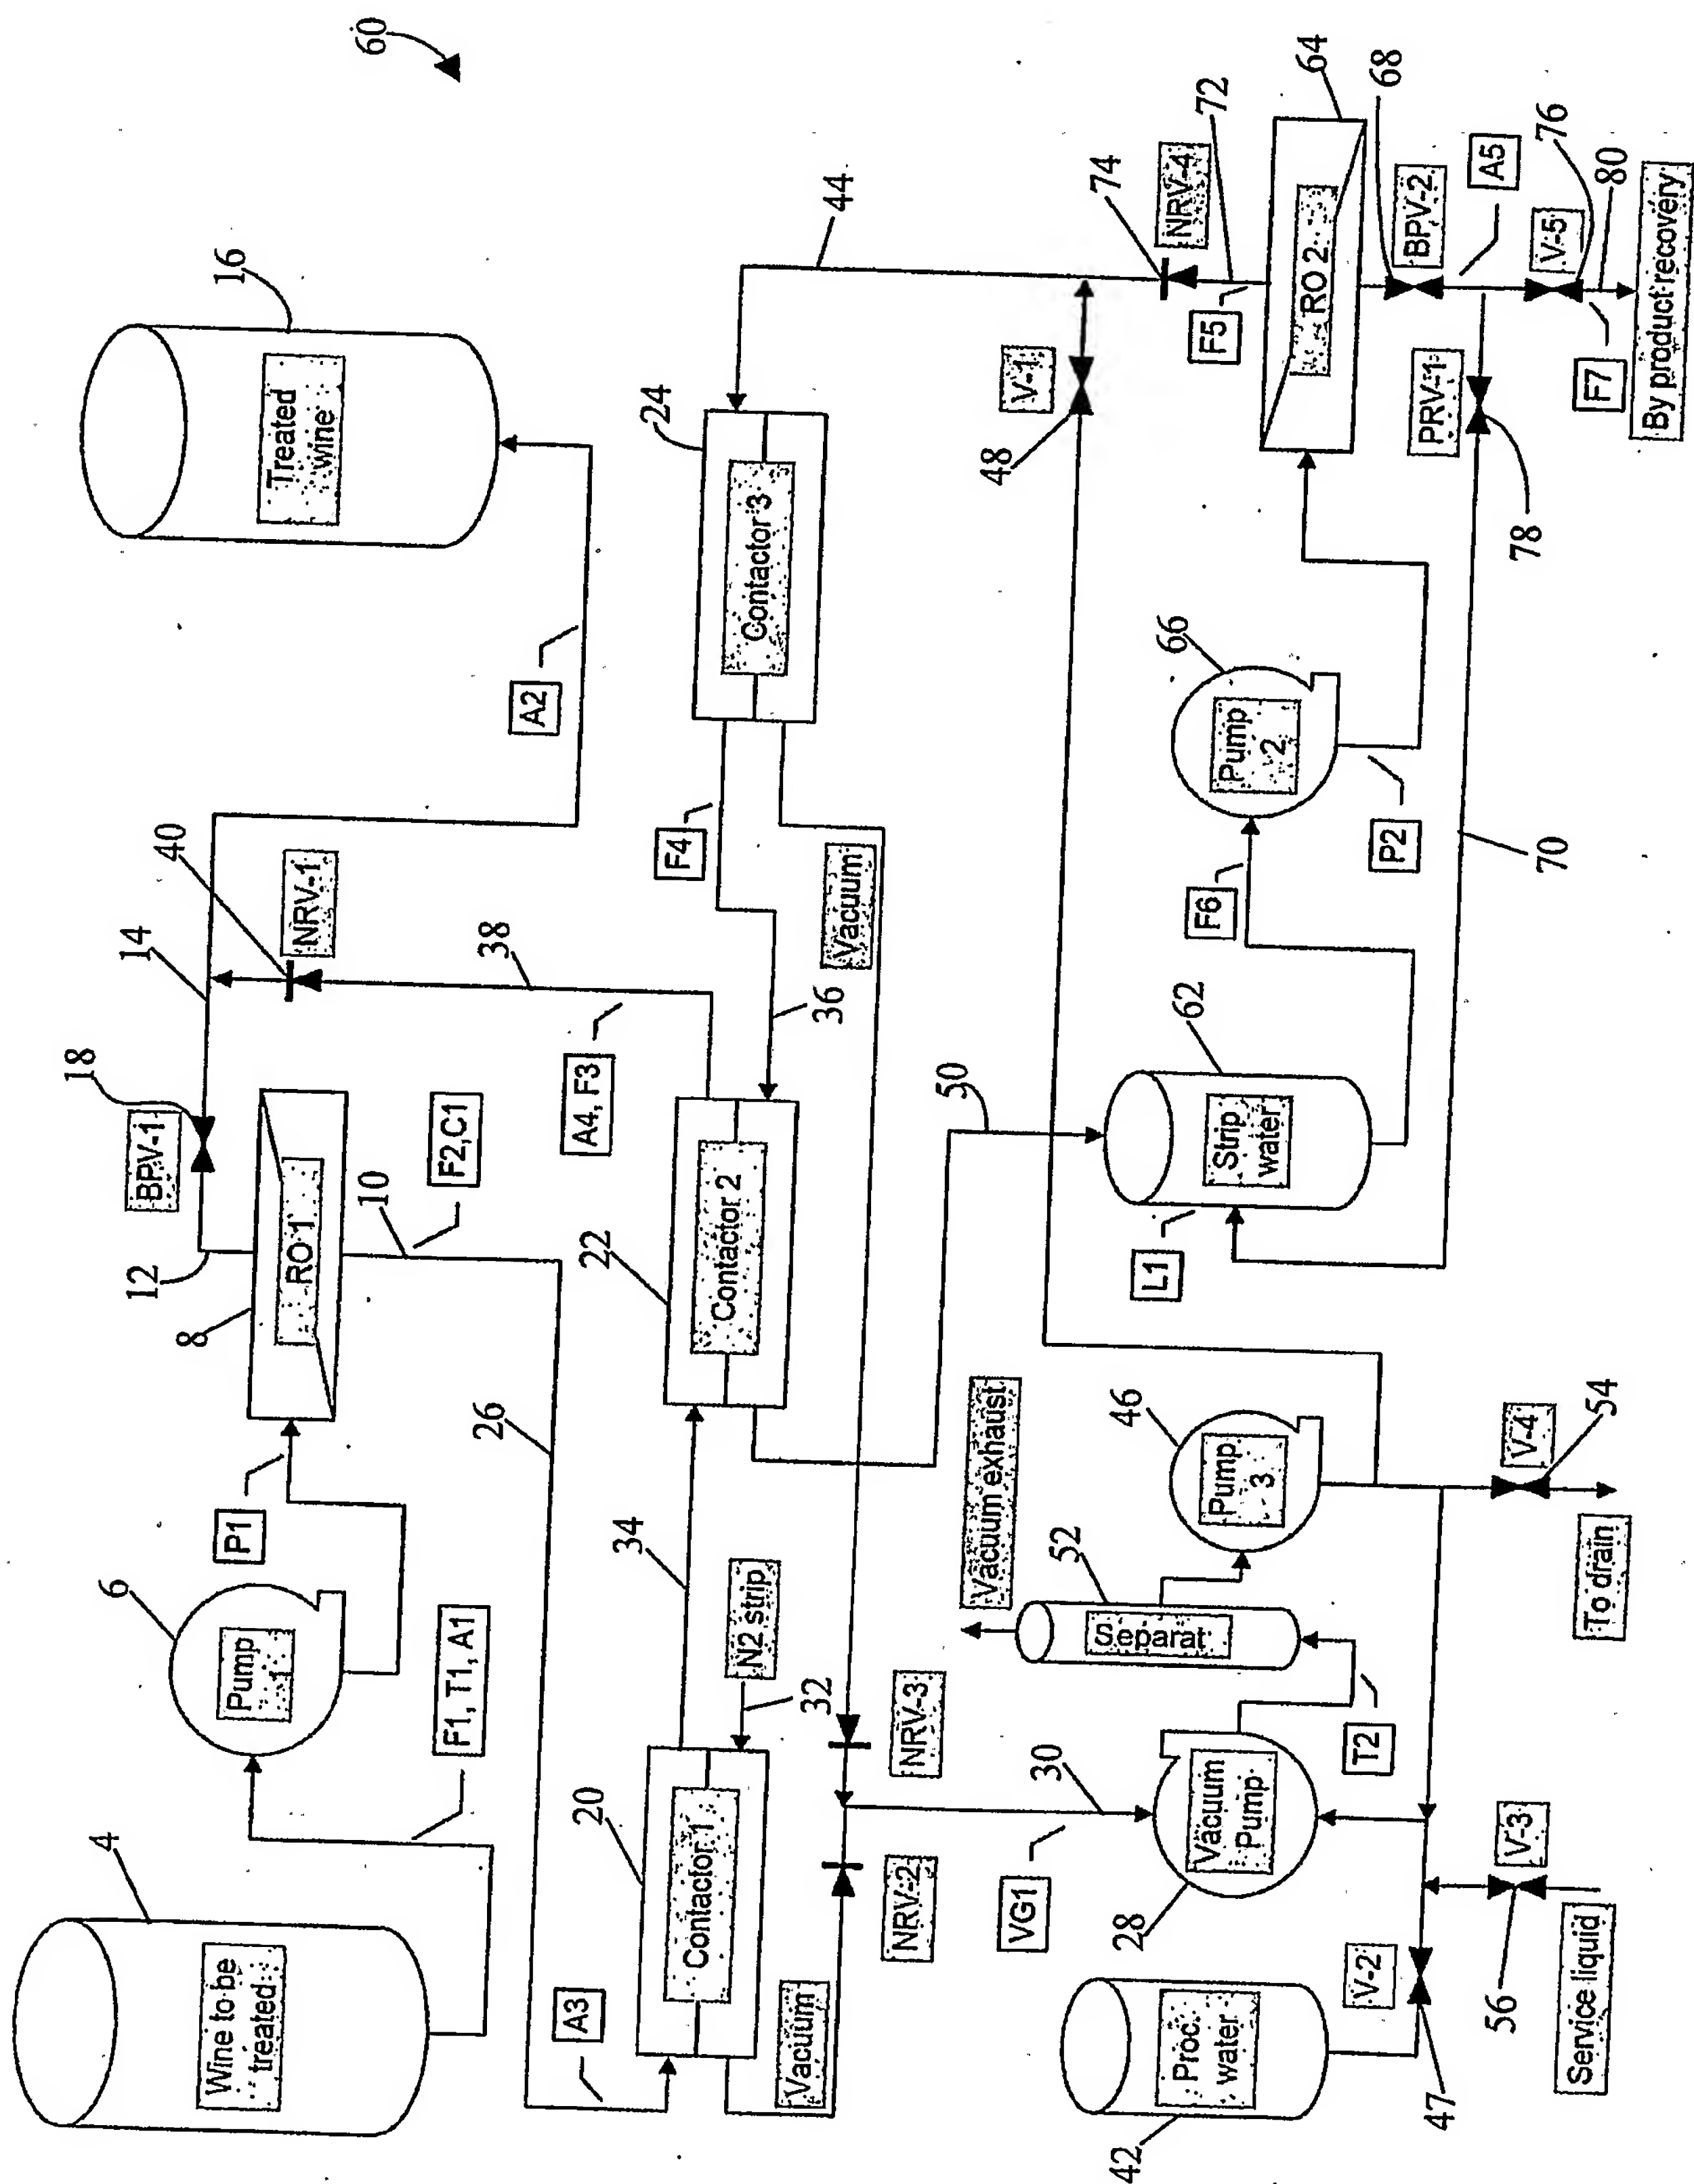 60
4
Wine to be
treated
6
Pump
1
F1, T1, A1
P1
8
RO 1
12
BPV-1
18
14
10
F2,C1
40
NRV-1
38
A4, F3
A2
16
Treated
wine
26
A3
20
Contactor 1
Vacuum
N2 strip
32
34
22
Contactor 2
36
F4
24
Contactor 3
Vacuum
44
NRV-2
NRV-3
VG1
30
50
Vacuum exhaust
52
Separat
28
Vacuum
Pump
T2
46
Pump
3
42
Proc.
water
V-2
47
V-3
56
Service liquid
V-4
54
To drain
L1
62
Strip
water
F6
66
Pump
2
P2
70
48
V-1
74
NRV-4
72
F5
64
RO 2
68
BPV-2
A5
PRV-1
78
V-5
76
F7
80
By product recovery